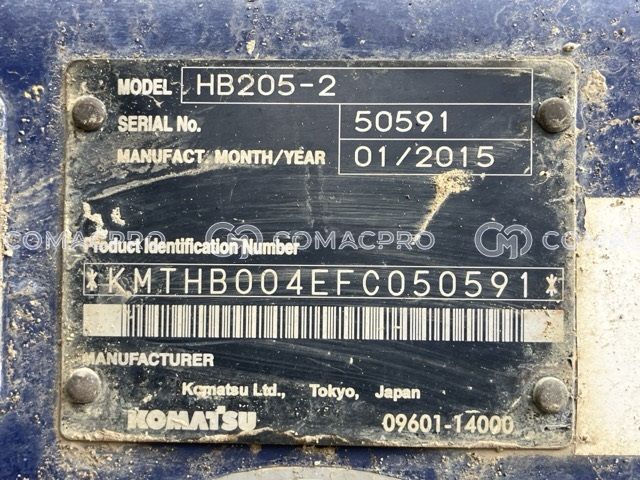 MODEL HB205-2
SERIAL No. 50591
MANUFACT. MONTH/YEAR 01/2015
COMACPRO COMACPRO COMACPRO
Product Identification Number
*KMTHB004EFC050591*
MANUFACTURER
Komatsu Ltd., Tokyo, Japan
KOMATSU 09601-14000